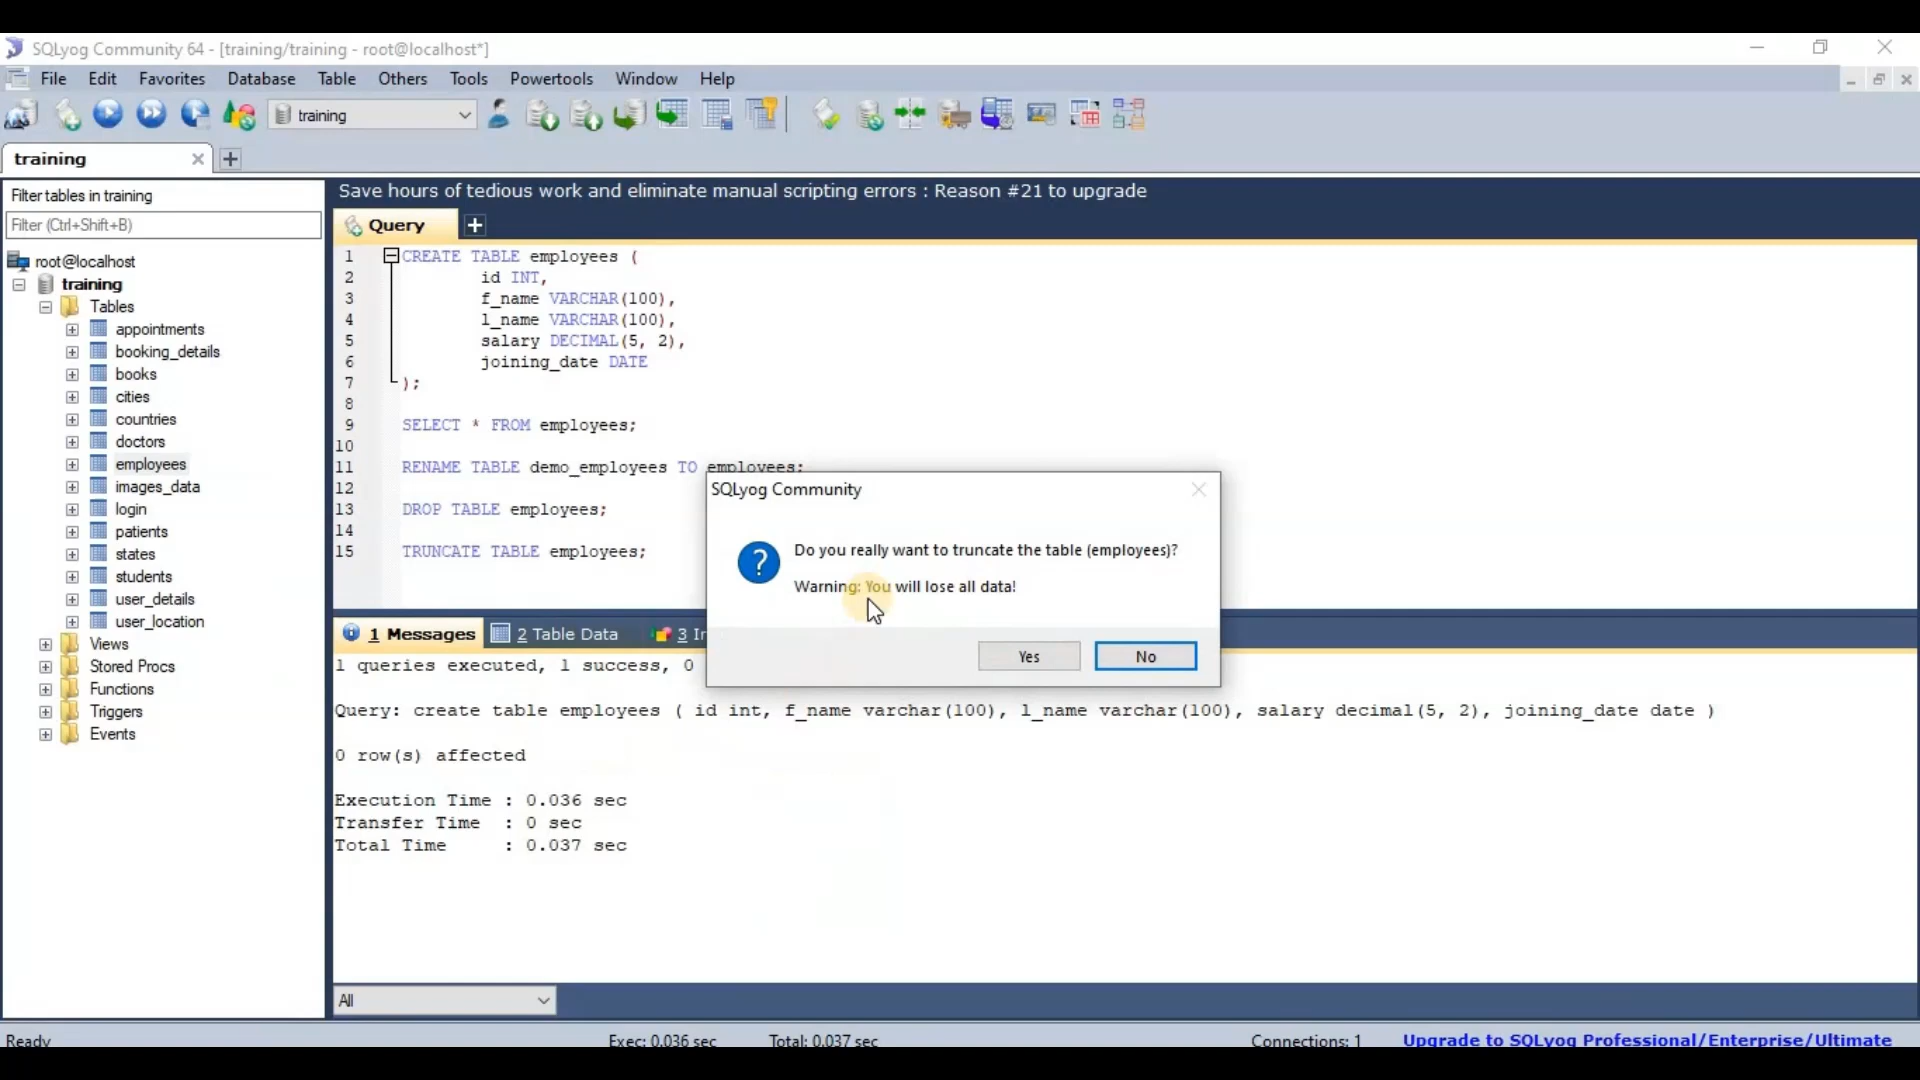 SQLyog Community 64 - [training/training - root@localhost*]
File Edit Favorites Database Table Others Tools Powertools Window Help
training
training
Filter tables in training
Filter (Ctrl+Shift+B)
root@localhost
training
Tables
appointments
booking_details
books
cities
countries
doctors
employees
images_data
login
patients
states
students
user_details
user_location
Views
Stored Procs
Functions
Triggers
Events
Save hours of tedious work and eliminate manual scripting errors : Reason #21 to upgrade
Query
1 CREATE TABLE employees (
2 id INT,
3 f_name VARCHAR(100),
4 l_name VARCHAR(100),
5 salary DECIMAL(5, 2),
6 joining_date DATE
7 );
8
9 SELECT * FROM employees;
10
11 RENAME TABLE demo_employees TO employees;
12
13 DROP TABLE employees;
14
15 TRUNCATE TABLE employees;
SQLyog Community
Do you really want to truncate the table (employees)?
Warning: You will lose all data!
Yes No
1 Messages 2 Table Data 3
1 queries executed, 1 success, 0
Query: create table employees ( id int, f_name varchar(100), l_name varchar(100), salary decimal(5, 2), joining_date date )
0 row(s) affected
Execution Time : 0.036 sec
Transfer Time : 0 sec
Total Time : 0.037 sec
All
Ready Exec: 0.036 sec Total: 0.037 sec Connections: 1 Upgrade to SQLyog Professional/Enterprise/Ultimate